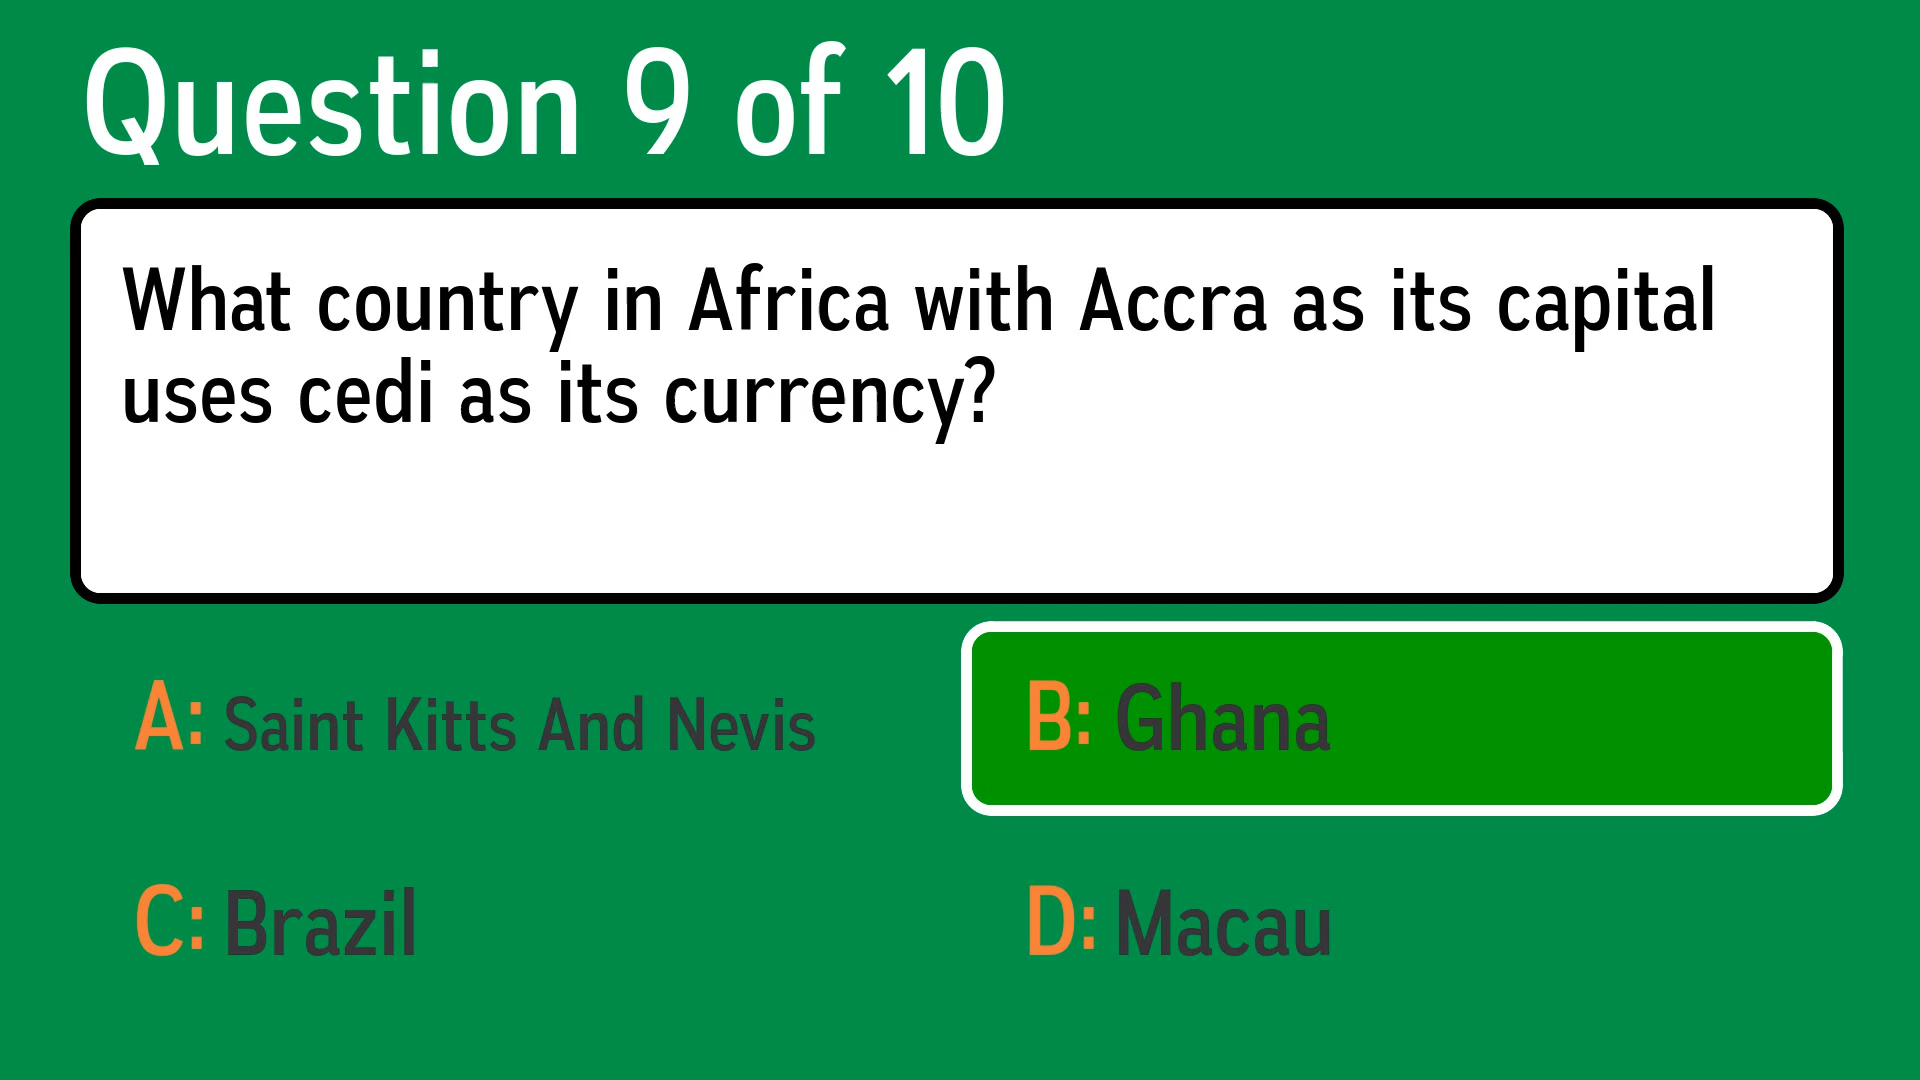 Question 9 of 10
What country in Africa with Accra as its capital
uses cedi as its currency?
A: Saint Kitts And Nevis
B: Ghana
C: Brazil
D: Macau